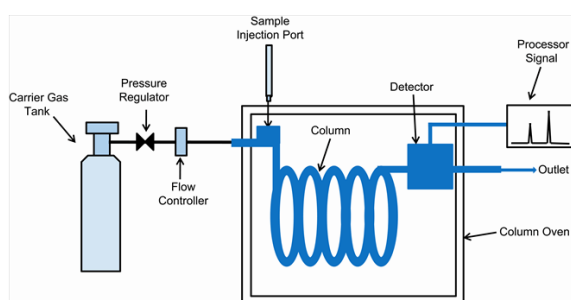 Sample
Injection Port
Processor
Signal
Pressure
Regulator
Detector
Carrier Gas
Tank
Column
Flow
Controller
Outlet
Column Oven